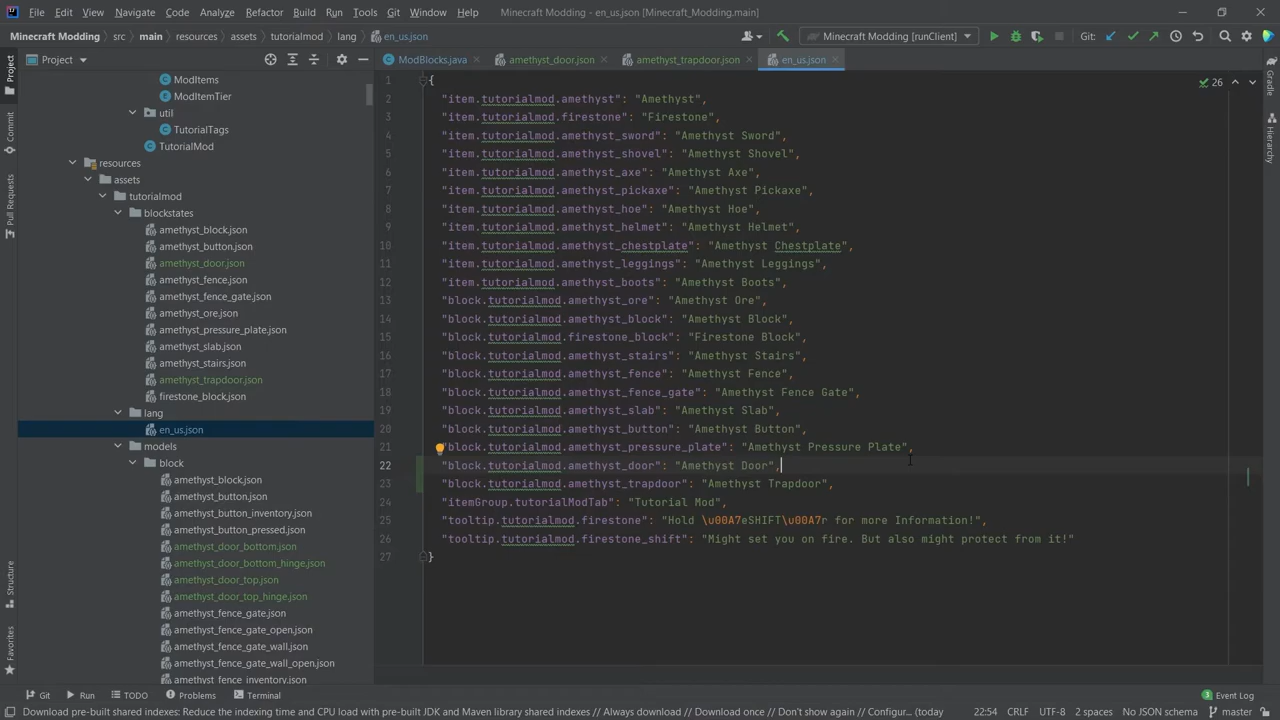 File Edit View Navigate Code Analyze Refactor Build Run Tools Git Window Help Minecraft Modding - en_us.json [Minecraft_Modding.main]
Minecraft Modding src main resources assets tutorialmod lang en_us.json Minecraft Modding [runClient] Git:
Project
ModBlocks.java amethyst_door.json amethyst_trapdoor.json en_us.json
Project
Commit
Pull Requests
Structure
Favorites
ModItems
ModItemTier
util
TutorialTags
TutorialMod
resources
assets
tutorialmod
blockstates
amethyst_block.json
amethyst_button.json
amethyst_door.json
amethyst_fence.json
amethyst_fence_gate.json
amethyst_ore.json
amethyst_pressure_plate.json
amethyst_slab.json
amethyst_stairs.json
amethyst_trapdoor.json
firestone_block.json
lang
en_us.json
models
block
amethyst_block.json
amethyst_button.json
amethyst_button_inventory.json
amethyst_button_pressed.json
amethyst_door_bottom.json
amethyst_door_bottom_hinge.json
amethyst_door_top.json
amethyst_door_top_hinge.json
amethyst_fence_gate.json
amethyst_fence_gate_open.json
amethyst_fence_gate_wall.json
amethyst_fence_gate_wall_open.json
amethyst_fence_inventory.json
1 {
2 "item.tutorialmod.amethyst": "Amethyst",
3 "item.tutorialmod.firestone": "Firestone",
4 "item.tutorialmod.amethyst_sword": "Amethyst Sword",
5 "item.tutorialmod.amethyst_shovel": "Amethyst Shovel",
6 "item.tutorialmod.amethyst_axe": "Amethyst Axe",
7 "item.tutorialmod.amethyst_pickaxe": "Amethyst Pickaxe",
8 "item.tutorialmod.amethyst_hoe": "Amethyst Hoe",
9 "item.tutorialmod.amethyst_helmet": "Amethyst Helmet",
10 "item.tutorialmod.amethyst_chestplate": "Amethyst Chestplate",
11 "item.tutorialmod.amethyst_leggings": "Amethyst Leggings",
12 "item.tutorialmod.amethyst_boots": "Amethyst Boots",
13 "block.tutorialmod.amethyst_ore": "Amethyst Ore",
14 "block.tutorialmod.amethyst_block": "Amethyst Block",
15 "block.tutorialmod.firestone_block": "Firestone Block",
16 "block.tutorialmod.amethyst_stairs": "Amethyst Stairs",
17 "block.tutorialmod.amethyst_fence": "Amethyst Fence",
18 "block.tutorialmod.amethyst_fence_gate": "Amethyst Fence Gate",
19 "block.tutorialmod.amethyst_slab": "Amethyst Slab",
20 "block.tutorialmod.amethyst_button": "Amethyst Button",
21 "block.tutorialmod.amethyst_pressure_plate": "Amethyst Pressure Plate",
22 "block.tutorialmod.amethyst_door": "Amethyst Door",
23 "block.tutorialmod.amethyst_trapdoor": "Amethyst Trapdoor",
24 "itemGroup.tutorialModTab": "Tutorial Mod",
25 "tooltip.tutorialmod.firestone": "Hold \u00A7eSHIFT\u00A7r for more Information!",
26 "tooltip.tutorialmod.firestone_shift": "Might set you on fire. But also might protect from it!"
27 }
26
Gradle
Hierarchy
Git Run TODO Problems Terminal Event Log
Download pre-built shared indexes: Reduce the indexing time and CPU load with pre-built JDK and Maven library shared indexes // Always download // Download once // Don't show again // Configur... (today 22:54 CRLF UTF-8 2 spaces No JSON schema master